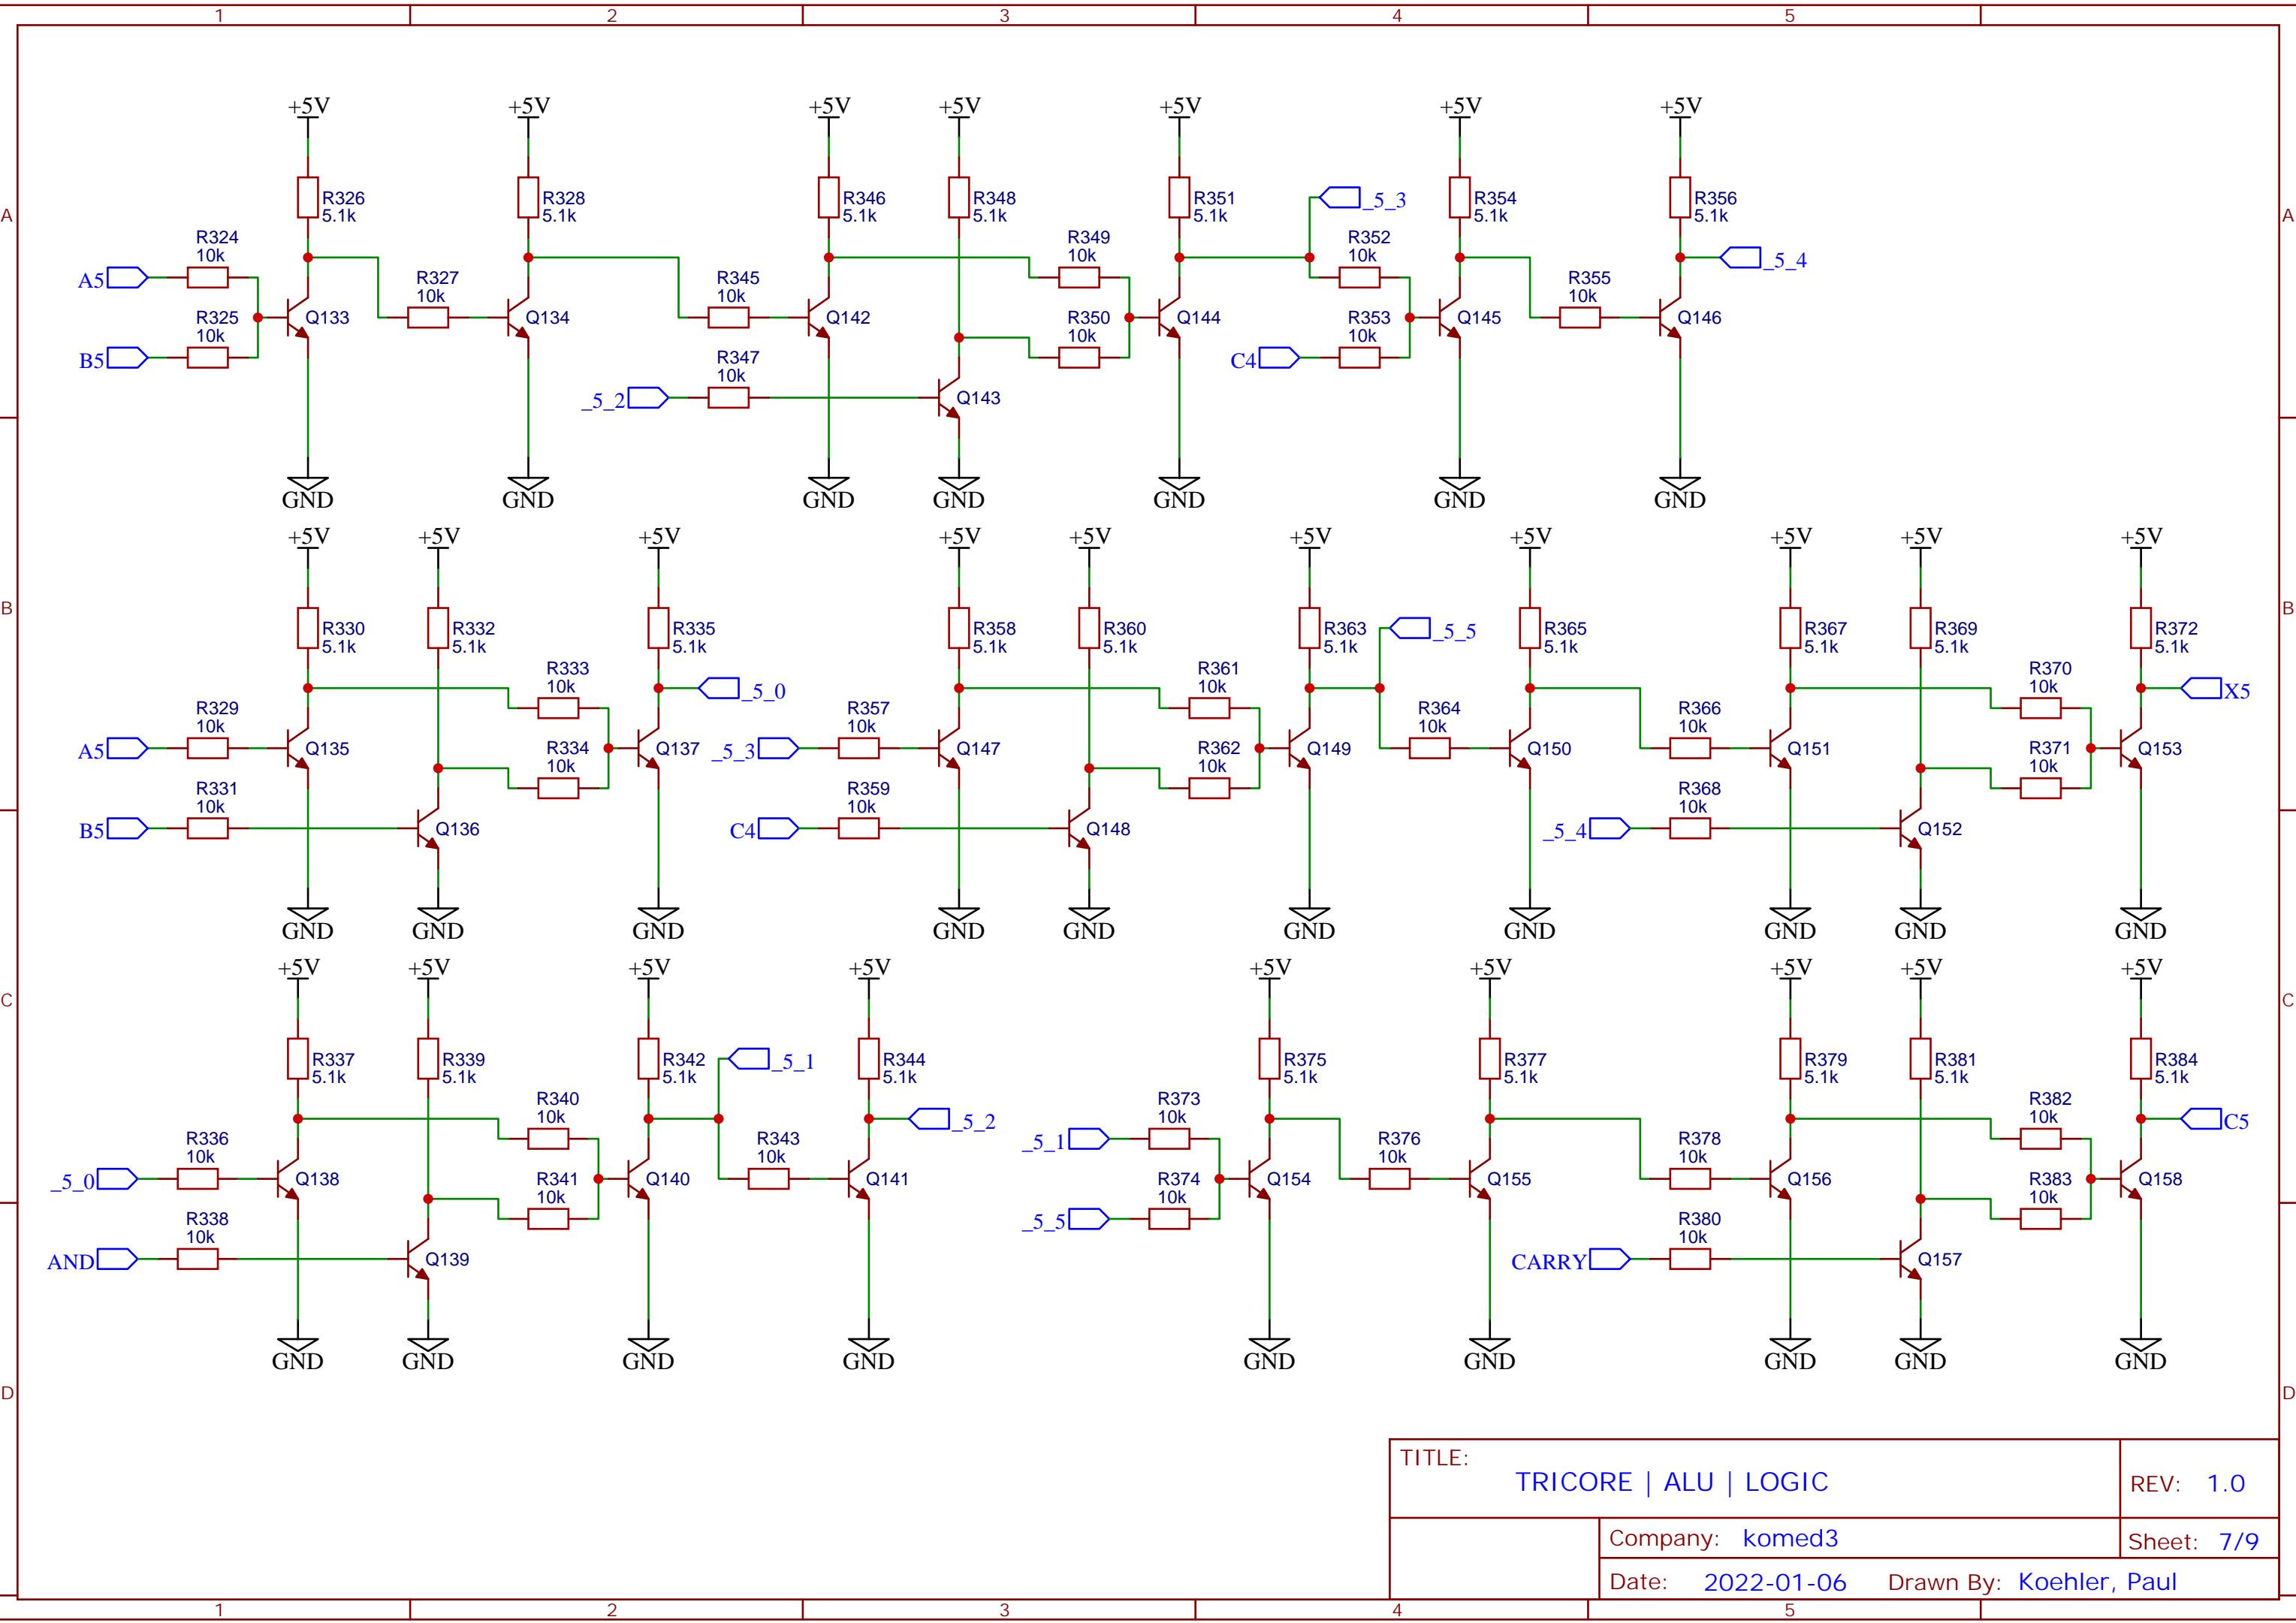 1 2 3 4 5
A A
+5V +5V +5V +5V +5V +5V +5V
R326 R328 R346 R348 R351 _5_3 R354 R356
5.1k 5.1k 5.1k 5.1k 5.1k 5.1k 5.1k
R324 R349 R352
10k 10k 10k
A5 R327 R345 R355 _5_4
10k 10k 10k
R325 Q133 Q134 Q142 R350 Q144 R353 Q145 Q146
10k 10k 10k
B5 R347 C4
10k
_5_2 Q143
GND GND GND GND GND GND GND
B B
+5V +5V +5V +5V +5V +5V +5V +5V +5V +5V
R330 R332 R335 R358 R360 R363 _5_5 R365 R367 R369 R372
5.1k 5.1k 5.1k 5.1k 5.1k 5.1k 5.1k 5.1k 5.1k 5.1k
R333 R361 R370
10k 10k 10k
_5_0 X5
R329 R357 R364 R366
10k 10k 10k 10k
A5 Q135 R334 Q137 _5_3 Q147 R362 Q149 Q150 Q151 R371 Q153
10k 10k 10k
R331 R359 R368
10k 10k 10k
B5 Q136 C4 Q148 _5_4 Q152
GND GND GND GND GND GND GND GND GND GND
C C
+5V +5V +5V +5V +5V +5V +5V +5V +5V
R337 R339 R342 _5_1 R344 R375 R377 R379 R381 R384
5.1k 5.1k 5.1k 5.1k 5.1k 5.1k 5.1k 5.1k 5.1k
R340 R373 R382
10k 10k 10k
_5_2 C5
R336 R343 _5_1 R376 R378
10k 10k 10k 10k
_5_0 Q138 R341 Q140 Q141 R374 Q154 Q155 Q156 R383 Q158
10k 10k 10k
R338 _5_5 R380
10k 10k
AND Q139 CARRY Q157
GND GND GND GND GND GND GND GND GND
D D
TITLE:
TRICORE | ALU | LOGIC
REV: 1.0
Company: komed3
Sheet: 7/9
Date: 2022-01-06 Drawn By: Koehler, Paul
1 2 3 4 5